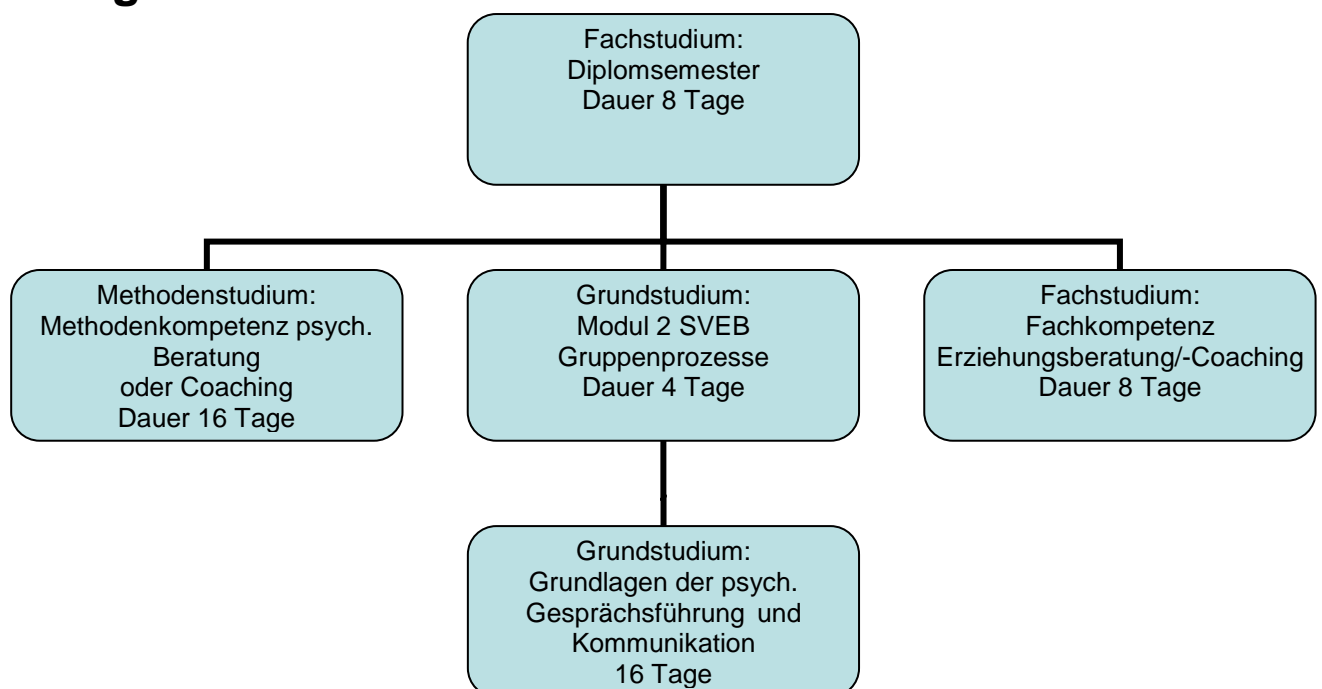 Fachstudium:
Diplomsemester
Dauer 8 Tage
Methodenstudium:
Methodenkompetenz psych.
Beratung
oder Coaching
Dauer 16 Tage
Grundstudium:
Modul 2 SVEB
Gruppenprozesse
Dauer 4 Tage
Fachstudium:
Fachkompetenz
Erziehungsberatung/-Coaching
Dauer 8 Tage
Grundstudium:
Grundlagen der psych.
Gesprächsführung und
Kommunikation
16 Tage